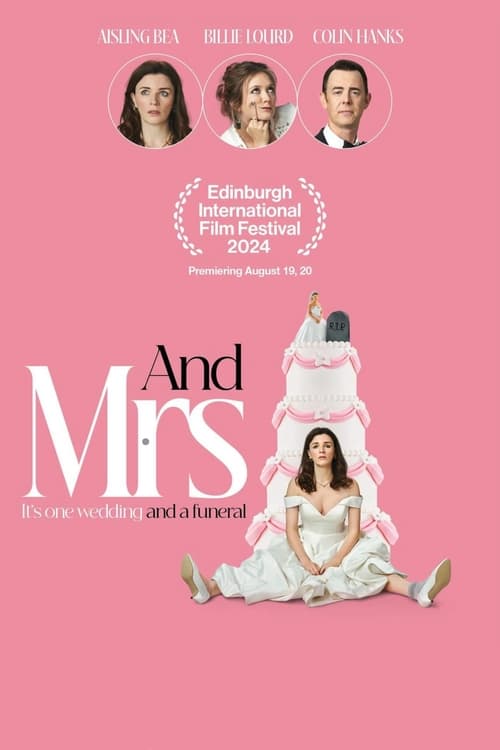 AISLING BEA BILLIE LOURD COLIN HANKS
Edinburgh
International
Film Festival
2024
Premiering August 19, 20
R.I.P
And
Mrs
It's one wedding and a funeral